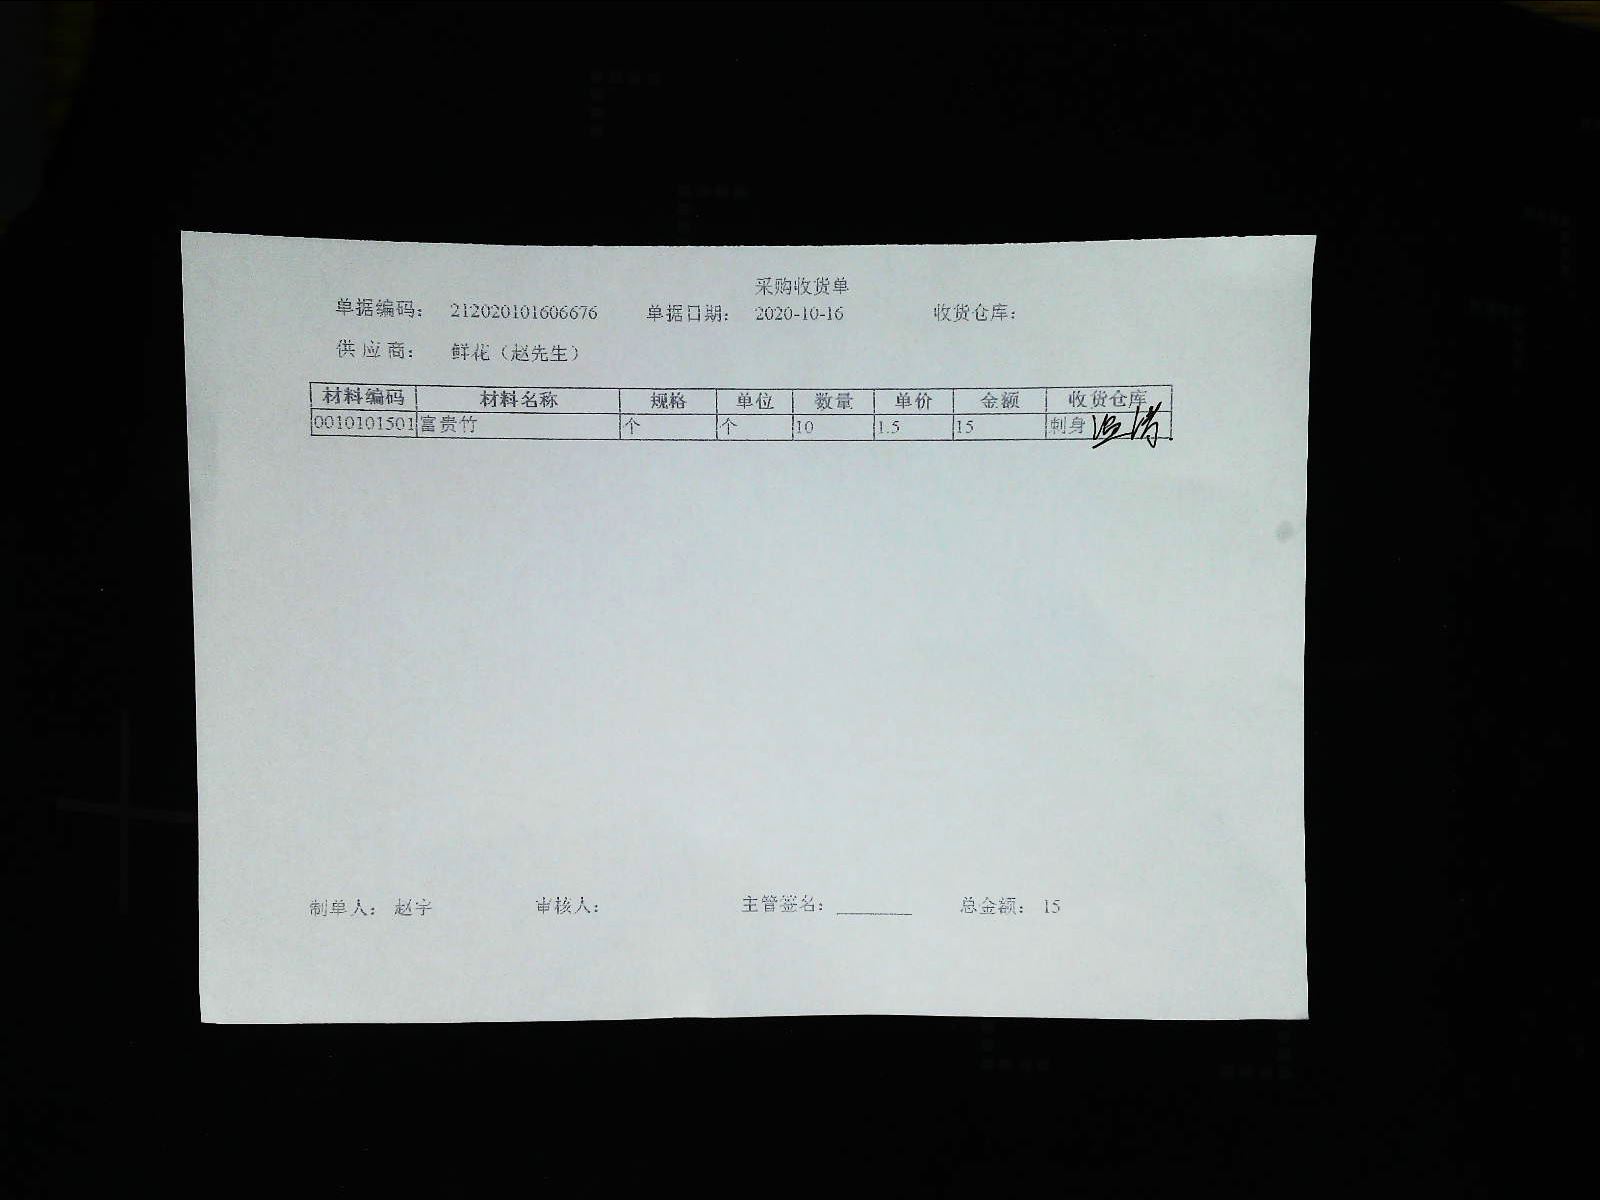 采购收货单
单据编码： 212020101606676 单据日期： 2020-10-16 收货仓库：
供 应 商： 鲜花（赵先生）
材料编码 材料名称 规格 单位 数量 单价 金额 收货仓库
0010101501 富贵竹 个 个 10 1.5 15 刺身
制单人： 赵宇 审核人： 主管签名： ________ 总金额： 15